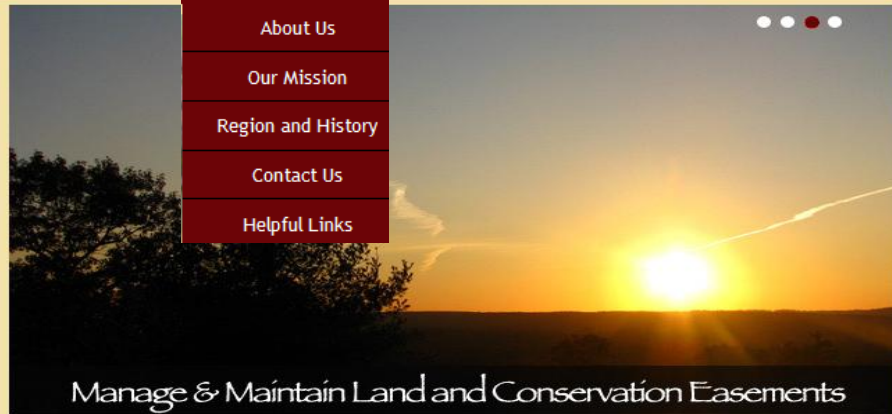 About Us
Our Mission
Region and History
Contact Us
Helpful Links
Manage & Maintain Land and Conservation Easements